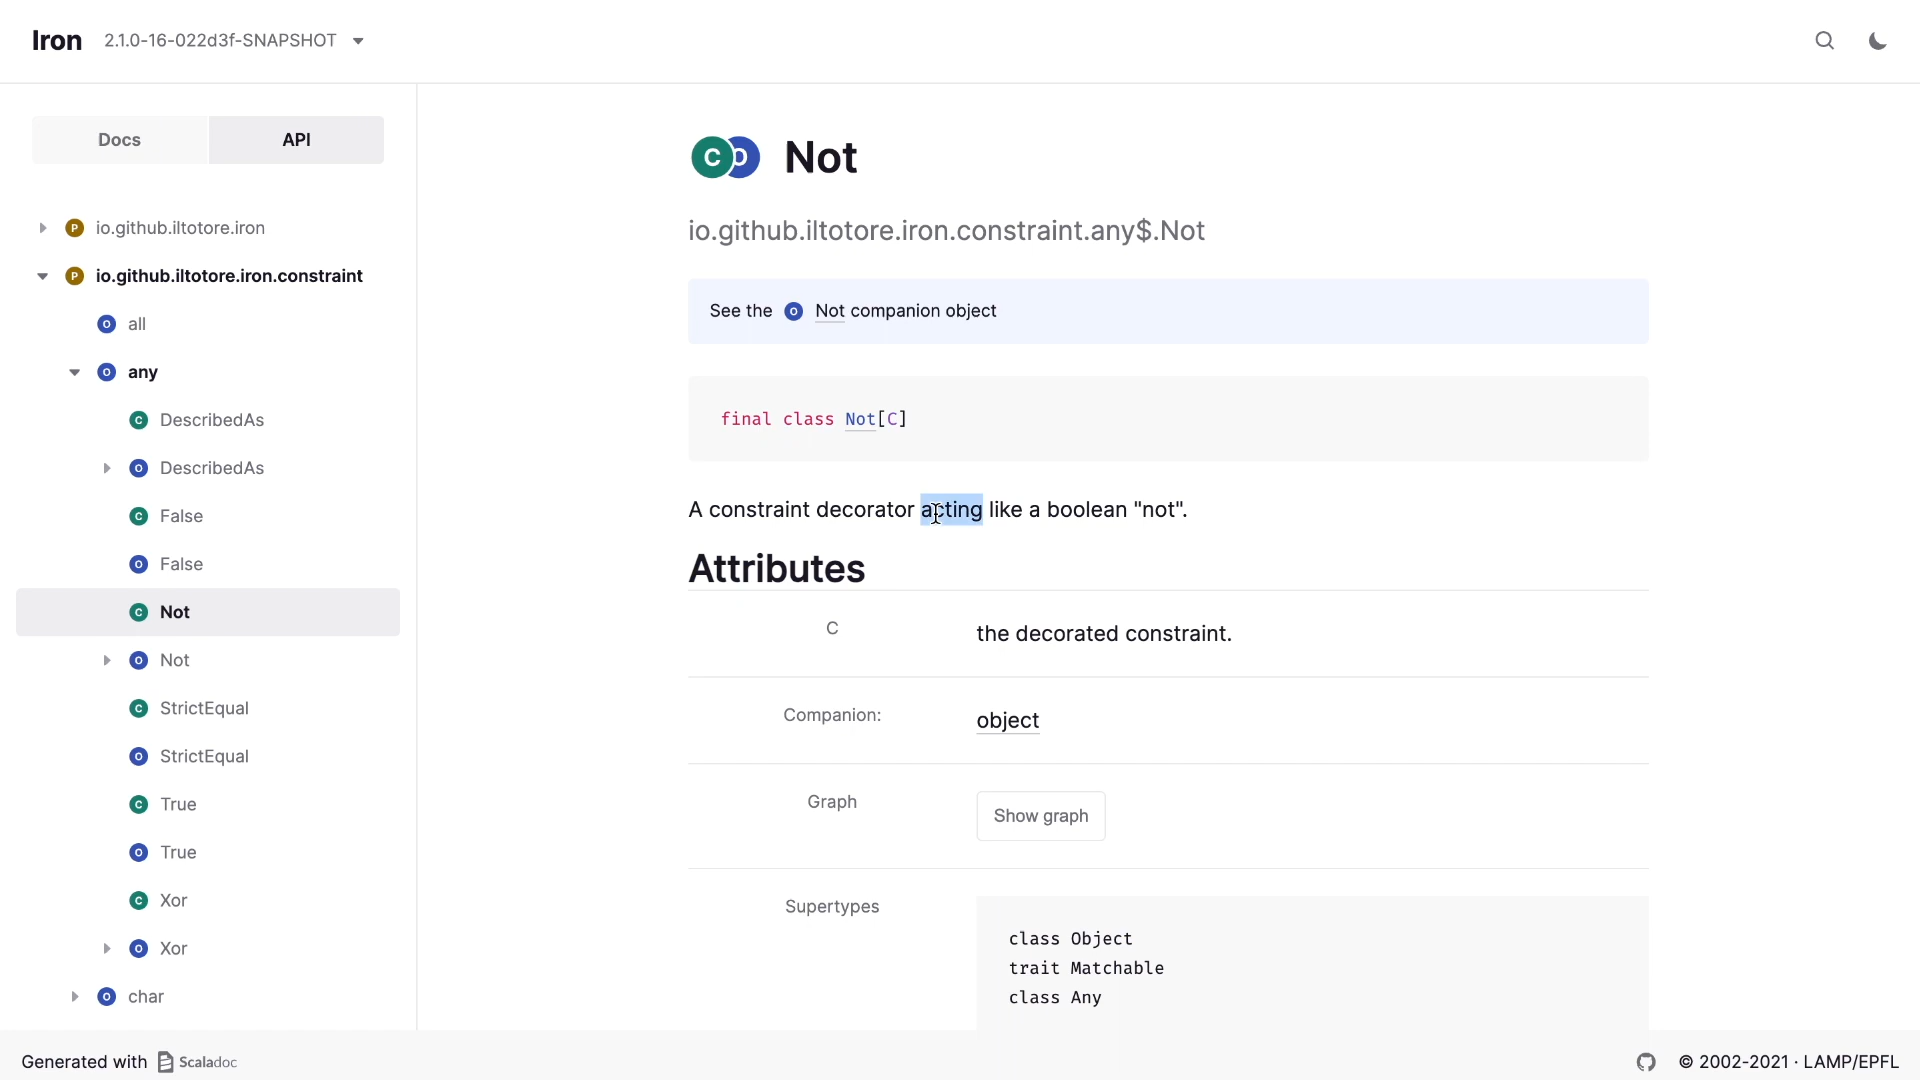 Iron 2.1.0-16-022d3f-SNAPSHOT
Docs API
P io.github.iltotore.iron
P io.github.iltotore.iron.constraint
O all
O any
C DescribedAs
O DescribedAs
C False
O False
C Not
O Not
C StrictEqual
O StrictEqual
C True
O True
C Xor
O Xor
O char
C O Not
io.github.iltotore.iron.constraint.any$.Not
See the O Not companion object
final class Not[C]
A constraint decorator acting like a boolean "not".
Attributes
C the decorated constraint.
Companion: object
Graph Show graph
Supertypes
class Object
trait Matchable
class Any
Generated with Scaladoc
© 2002-2021 · LAMP/EPFL